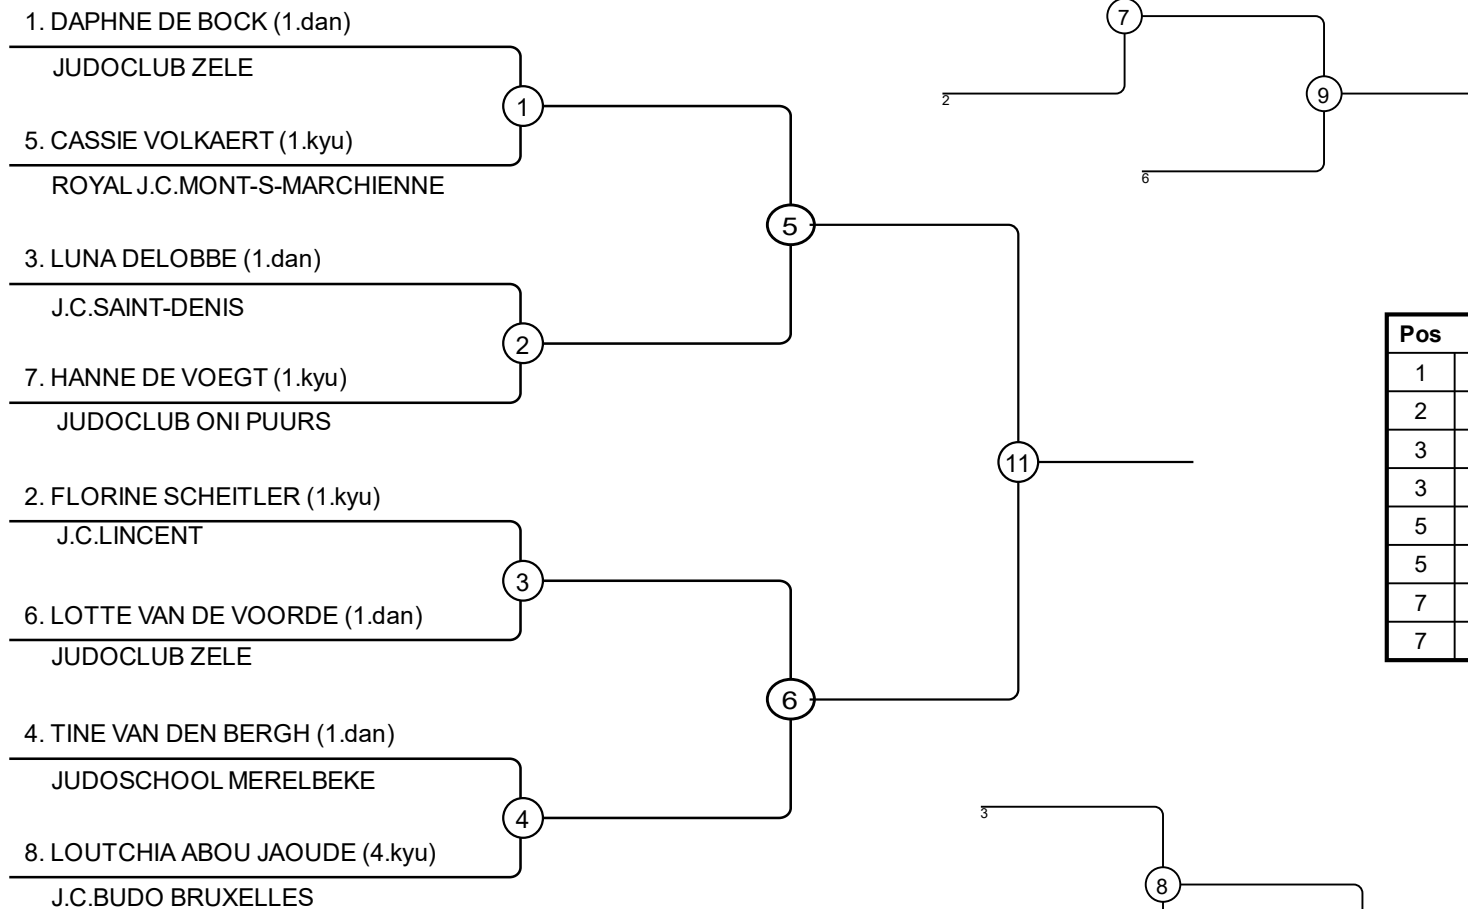 1. DAPHNE DE BOCK (1.dan)
JUDOCLUB ZELE
1
5. CASSIE VOLKAERT (1.kyu)
ROYAL J.C.MONT-S-MARCHIENNE
5
3. LUNA DELOBBE (1.dan)
J.C.SAINT-DENIS
2
7. HANNE DE VOEGT (1.kyu)
JUDOCLUB ONI PUURS
11
2. FLORINE SCHEITLER (1.kyu)
J.C.LINCENT
3
6. LOTTE VAN DE VOORDE (1.dan)
JUDOCLUB ZELE
6
4. TINE VAN DEN BERGH (1.dan)
JUDOSCHOOL MERELBEKE
4
8. LOUTCHIA ABOU JAOUDE (4.kyu)
J.C.BUDO BRUXELLES
7
2
9
6
Pos
1
2
3
3
5
5
7
7
3
8